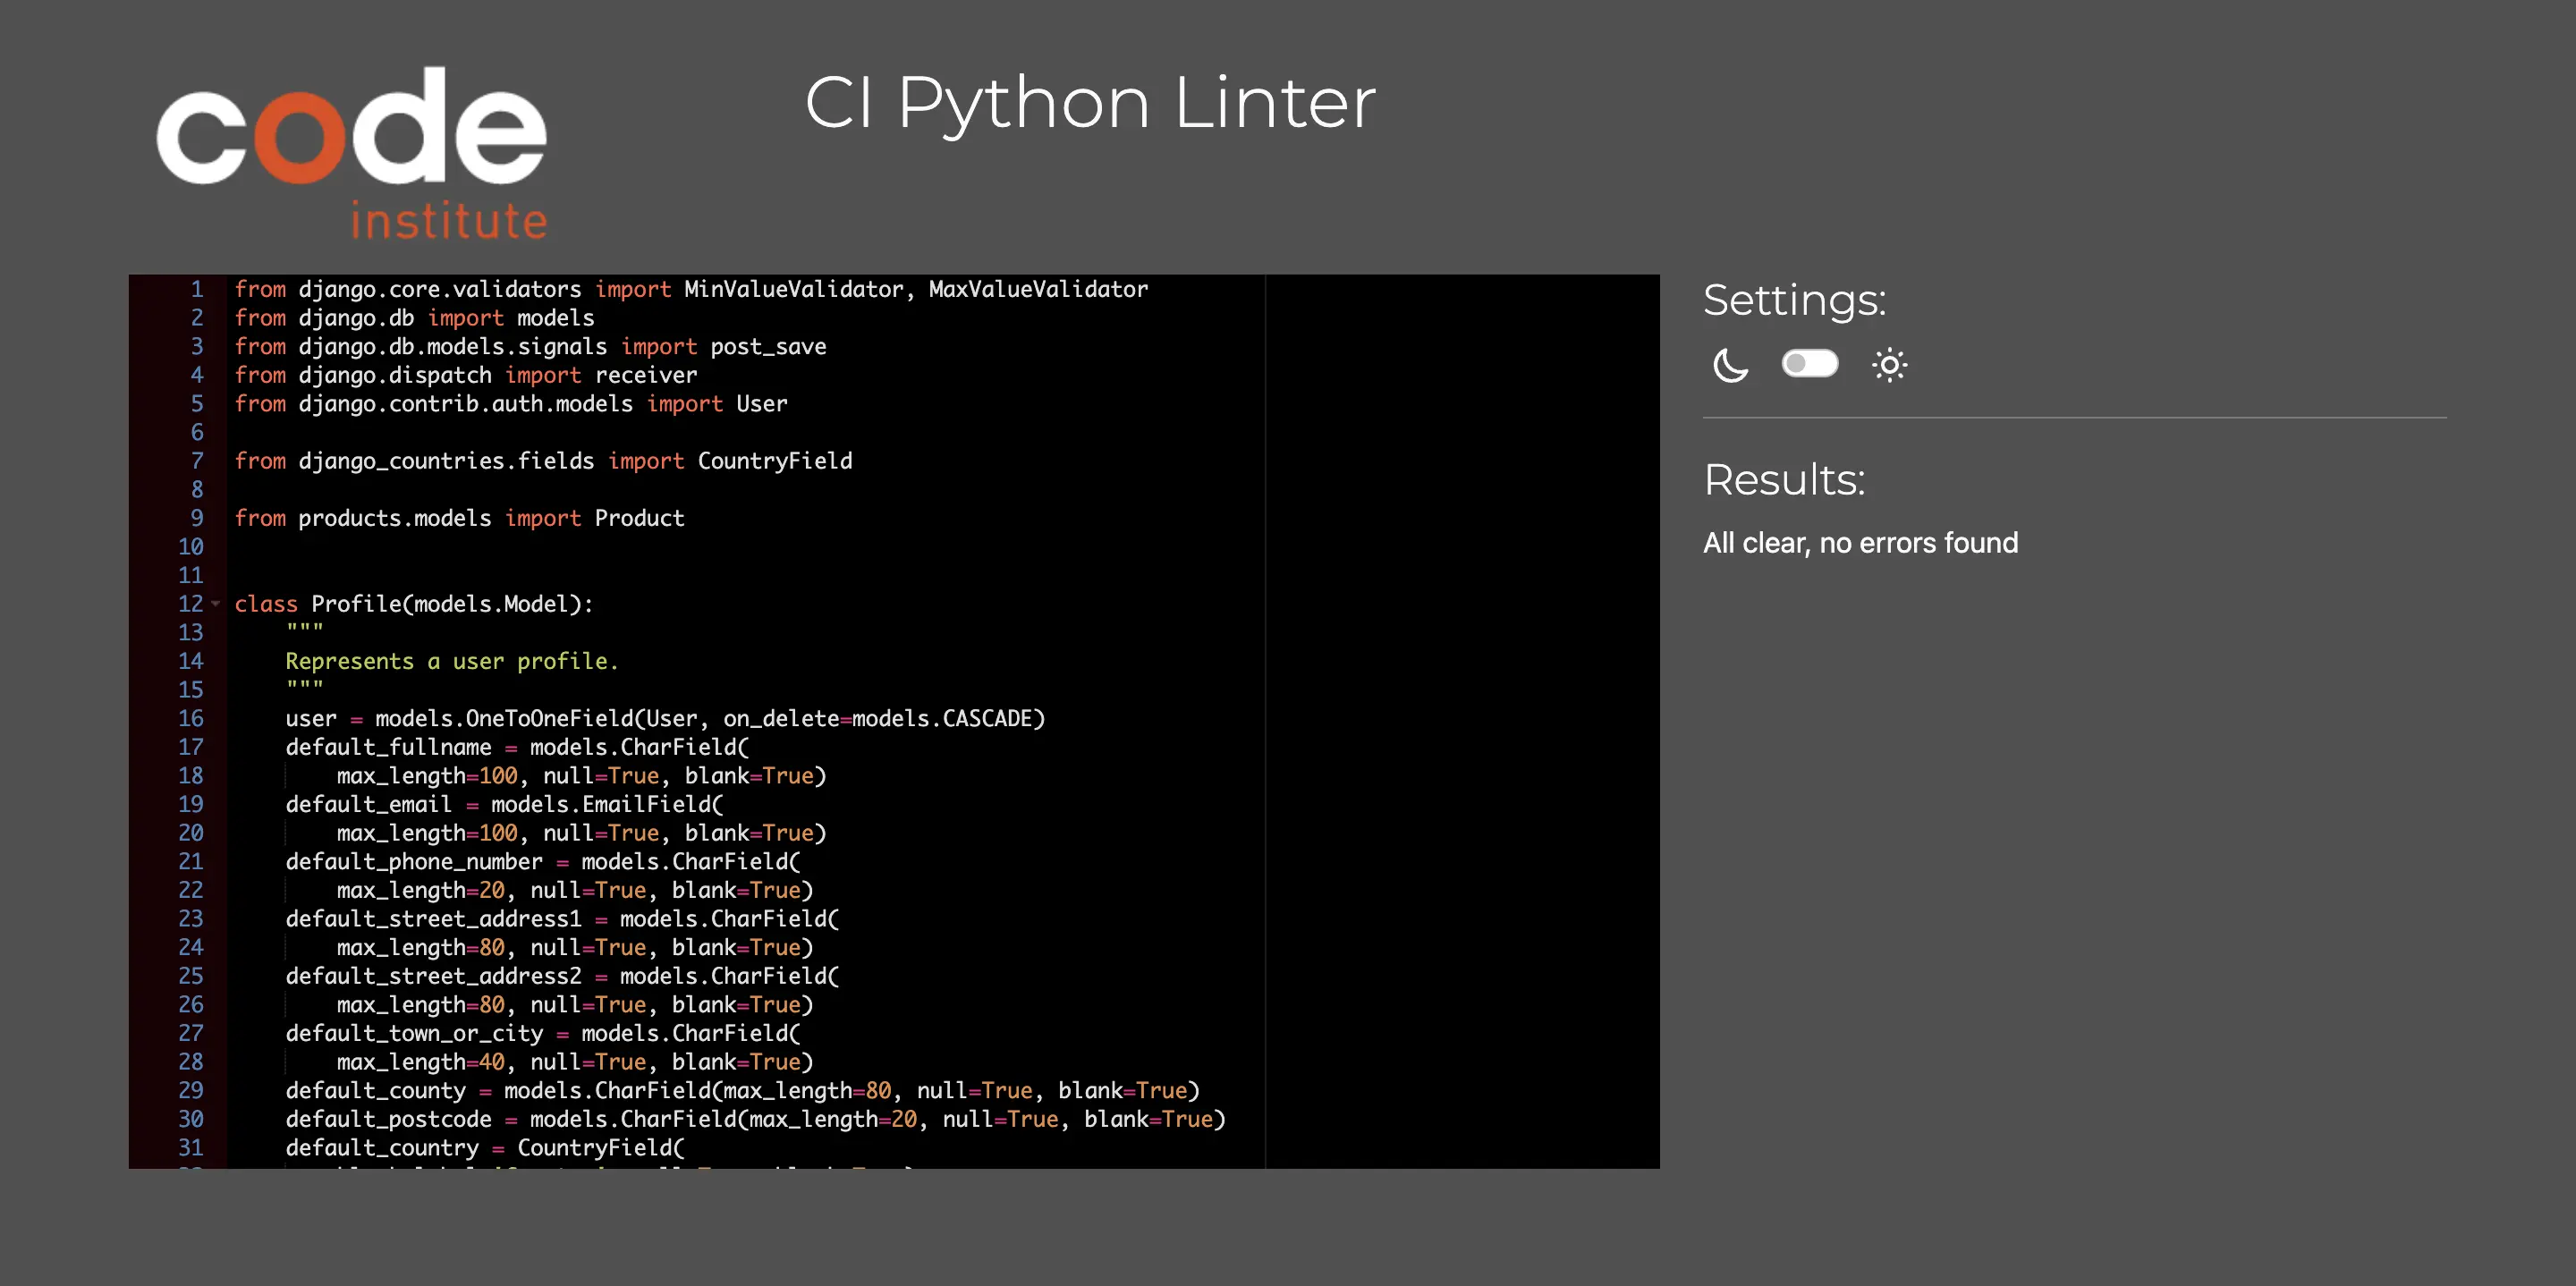 code
institute
CI Python Linter
1 from django.core.validators import MinValueValidator, MaxValueValidator
2 from django.db import models
3 from django.db.models.signals import post_save
4 from django.dispatch import receiver
5 from django.contrib.auth.models import User
6
7 from django_countries.fields import CountryField
8
9 from products.models import Product
10
11
12 class Profile(models.Model):
13     """
14     Represents a user profile.
15     """
16     user = models.OneToOneField(User, on_delete=models.CASCADE)
17     default_fullname = models.CharField(
18         max_length=100, null=True, blank=True)
19     default_email = models.EmailField(
20         max_length=100, null=True, blank=True)
21     default_phone_number = models.CharField(
22         max_length=20, null=True, blank=True)
23     default_street_address1 = models.CharField(
24         max_length=80, null=True, blank=True)
25     default_street_address2 = models.CharField(
26         max_length=80, null=True, blank=True)
27     default_town_or_city = models.CharField(
28         max_length=40, null=True, blank=True)
29     default_county = models.CharField(max_length=80, null=True, blank=True)
30     default_postcode = models.CharField(max_length=20, null=True, blank=True)
31     default_country = CountryField(
Settings:
Results:
All clear, no errors found